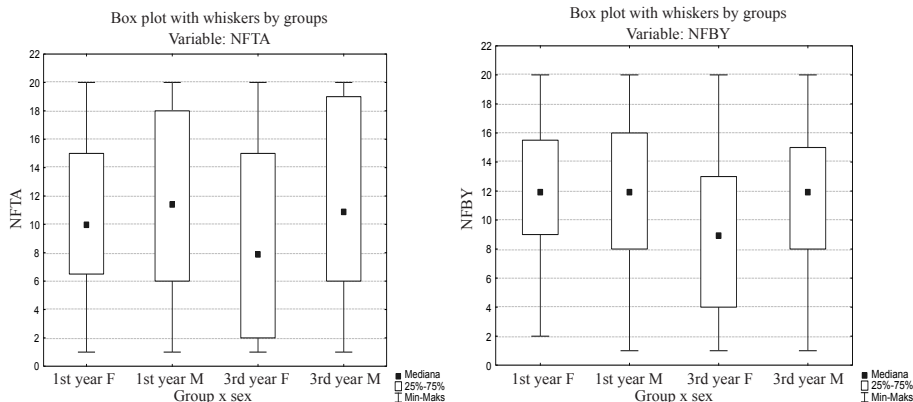 Box plot with whiskers by groups
Variable: NFTA
22
20
18
16
14
12
10
8
6
4
2
0
NFTA
1st year F 1st year M 3rd year F 3rd year M
Group x sex
Mediana
25%-75%
Min-Maks
Box plot with whiskers by groups
Variable: NFBY
22
20
18
16
14
12
10
8
6
4
2
0
NFBY
1st year F 1st year M 3rd year F 3rd year M
Group x sex
Mediana
25%-75%
Min-Maks